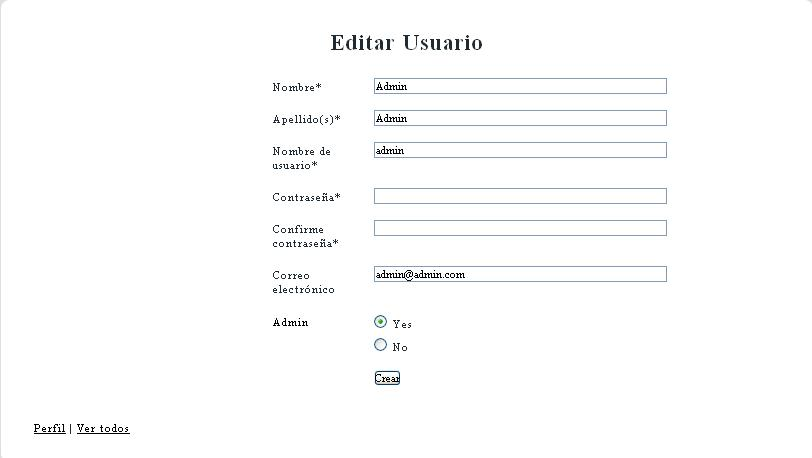 Editar Usuario
Nombre* Admin
Apellido(s)* Admin
Nombre de admin
usuario*
Contraseña*
Confirme
contraseña*
Correo admin@admin.com
electrónico
Admin Yes
No
Crear
Perfil | Ver todos